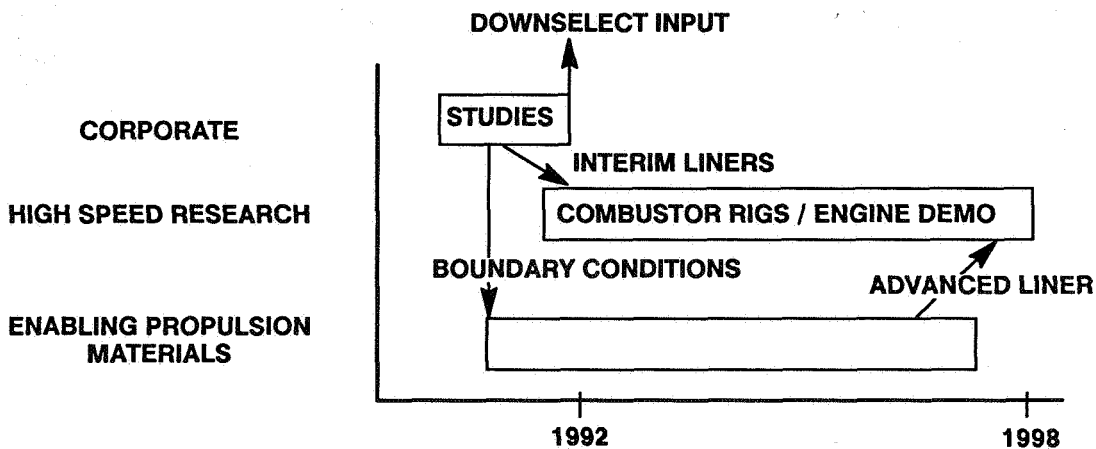 DOWNSELECT INPUT
CORPORATE
STUDIES
INTERIM LINERS
HIGH SPEED RESEARCH
COMBUSTOR RIGS / ENGINE DEMO
BOUNDARY CONDITIONS
ADVANCED LINER
ENABLING PROPULSION
MATERIALS
1992
1998